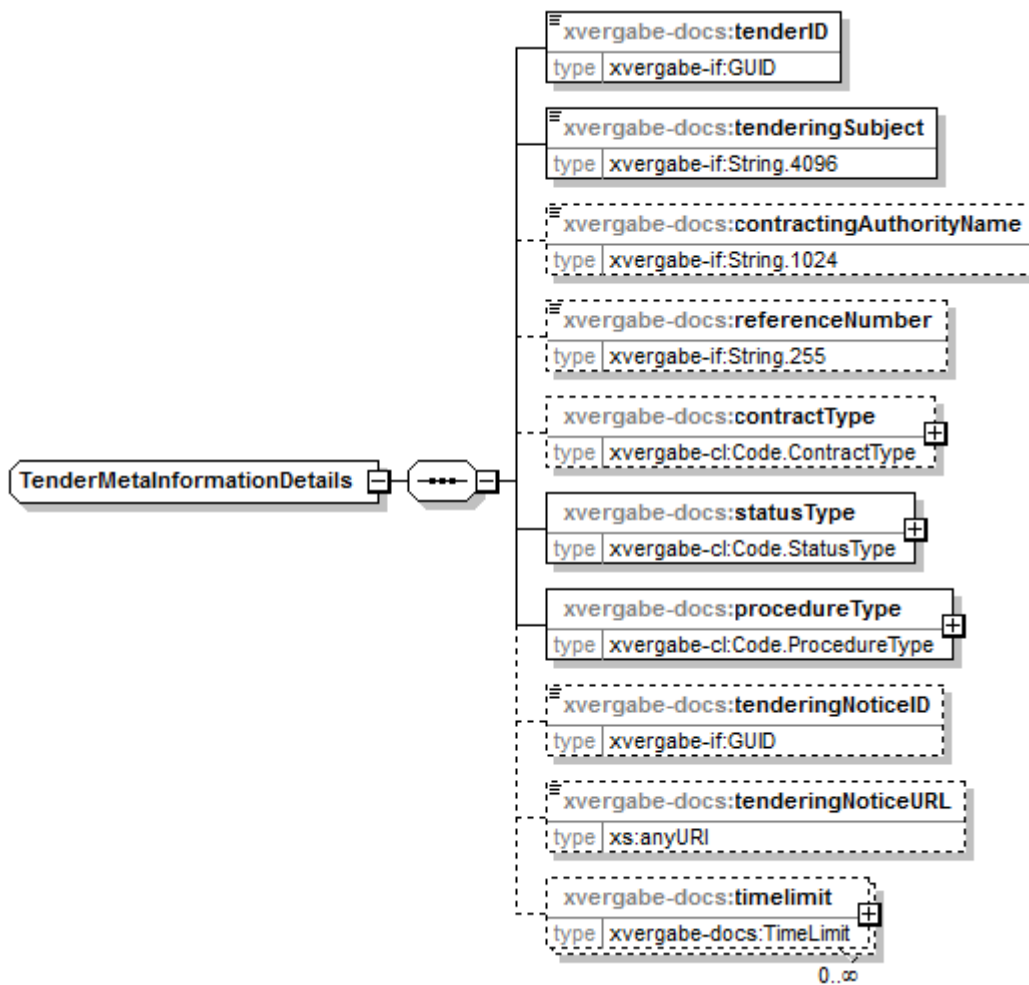 xvergabe-docs:tenderID
type xvergabe-if:GUID
xvergabe-docs:tenderingSubject
type xvergabe-if:String.4096
xvergabe-docs:contractingAuthorityName
type xvergabe-if:String.1024
xvergabe-docs:referenceNumber
type xvergabe-if:String.255
xvergabe-docs:contractType
type xvergabe-cl:Code.ContractType
TenderMetaInformationDetails
xvergabe-docs:statusType
type xvergabe-cl:Code.StatusType
xvergabe-docs:procedureType
type xvergabe-cl:Code.ProcedureType
xvergabe-docs:tenderingNoticeID
type xvergabe-if:GUID
xvergabe-docs:tenderingNoticeURL
type xs:anyURI
xvergabe-docs:timelimit
type xvergabe-docs:TimeLimit
0..∞